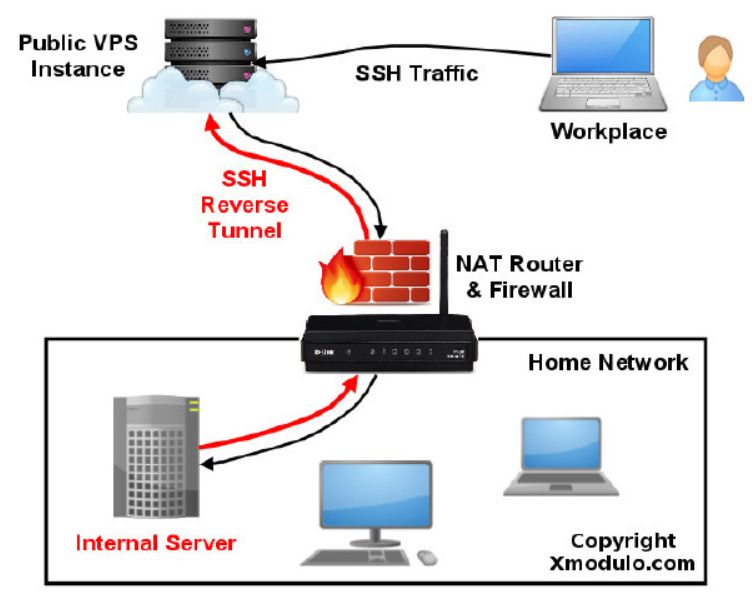 Public VPS
Instance
SSH Traffic
Workplace
SSH
Reverse
Tunnel
NAT Router
& Firewall
D-Link
Home Network
Internal Server
Copyright
Xmodulo.com